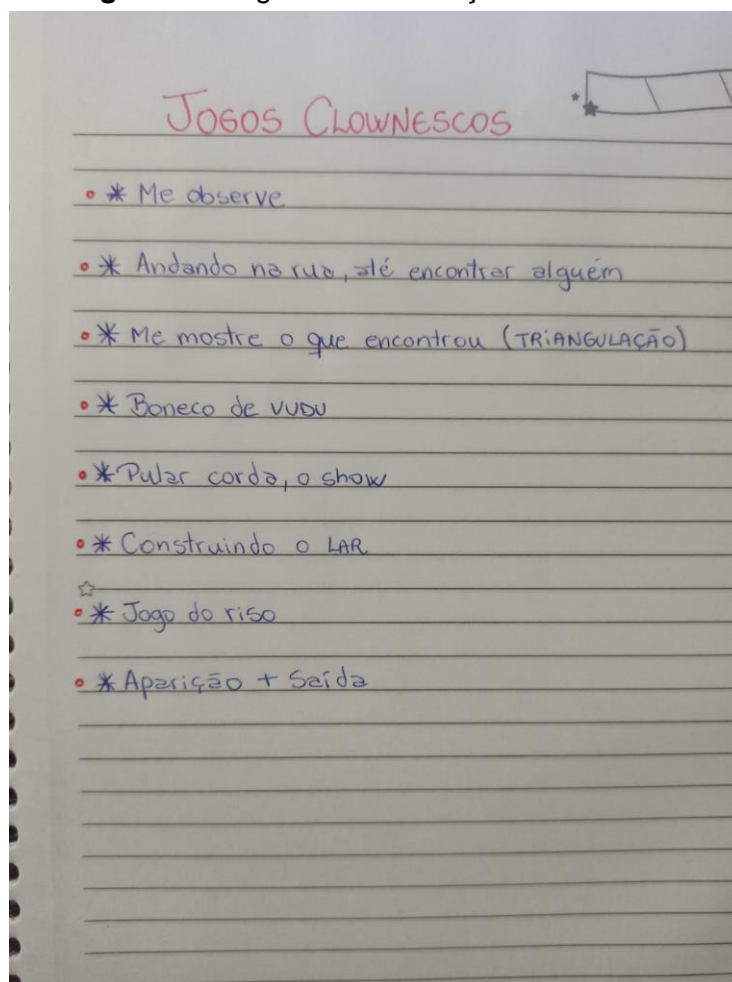 JOGOS CLOWNESCOS
• * Me observe
• * Andando na rua, até encontrar alguém
• * Me mostre o que encontrou (TRIANGULAÇÃO)
• * Boneco de VUDU
• * Pular corda, o show
• * Construindo o LAR
• * Jogo do riso
• * Aparição + Saída